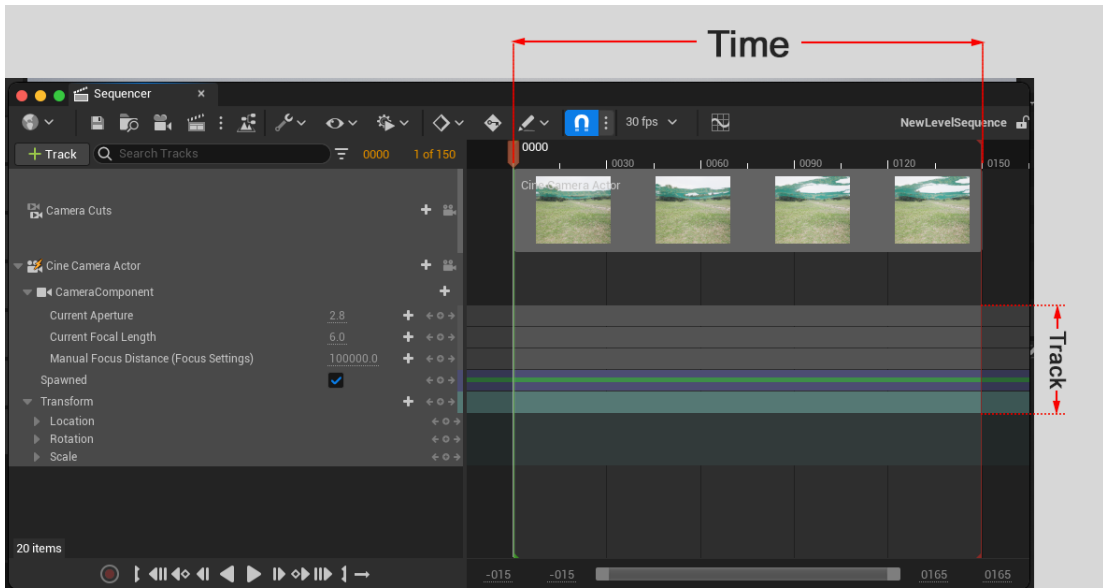 Time
Sequencer ×
30 fps
NewLevelSequence
Track
Search Tracks
0000
1 of 150
0000
0030
0060
0090
0120
0150
Camera Cuts
Cine Camera Actor
Cine Camera Actor
CameraComponent
Current Aperture 2.8
Current Focal Length 6.0
Manual Focus Distance (Focus Settings) 100000.0
Spawned
Transform
Location
Rotation
Scale
Track
20 items
-015
-015
0165
0165